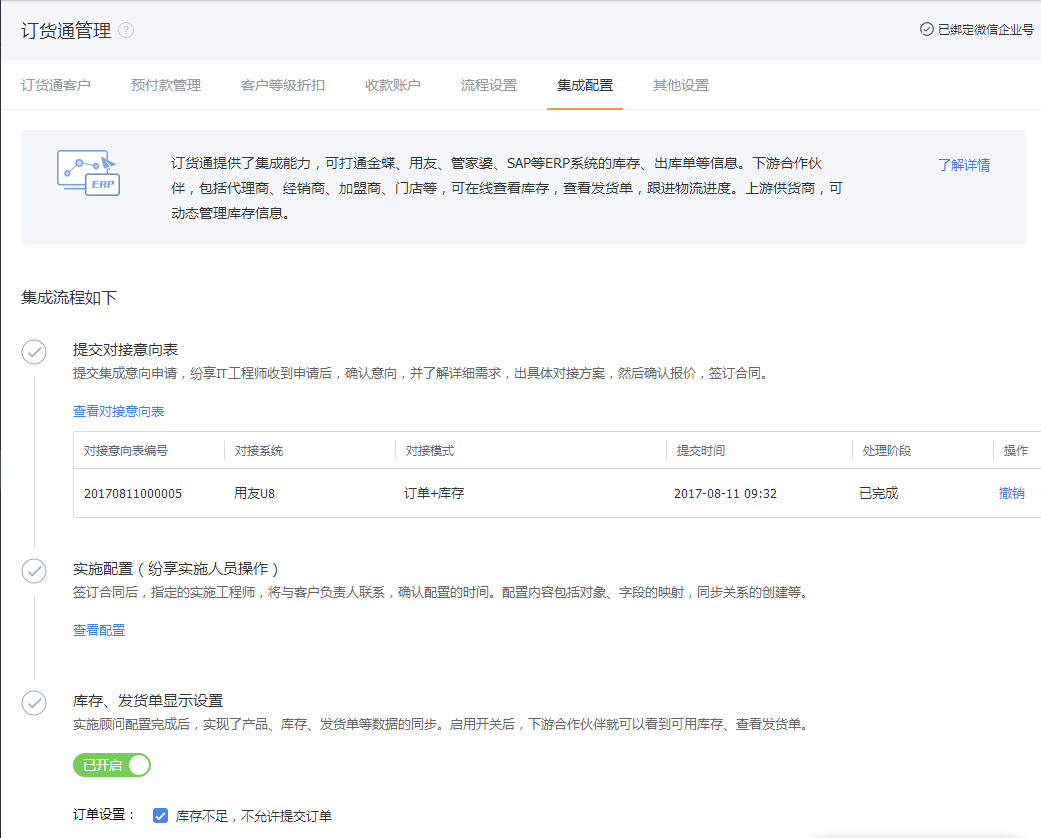 订货通管理 ?
已绑定微信企业号
订货通客户 预付款管理 客户等级折扣 收款账户 流程设置 集成配置 其他设置
ERP
订货通提供了集成能力，可打通金蝶、用友、管家婆、SAP等ERP系统的库存、出库单等信息。下游合作伙
伴，包括代理商、经销商、加盟商、门店等，可在线查看库存，查看发货单，跟进物流进度。上游供货商，可
动态管理库存信息。
了解详情
集成流程如下
提交对接意向表
提交集成意向申请，纷享IT工程师收到申请后，确认意向，并了解详细需求，出具体对接方案，然后确认报价，签订合同。
查看对接意向表
对接意向表编号 对接系统 对接模式 提交时间 处理阶段 操作
20170811000005 用友U8 订单+库存 2017-08-11 09:32 已完成 撤销
实施配置（纷享实施人员操作）
签订合同后，指定的实施工程师，将与客户负责人联系，确认配置的时间。配置内容包括对象、字段的映射，同步关系的创建等。
查看配置
库存、发货单显示设置
实施顾问配置完成后，实现了产品、库存、发货单等数据的同步。启用开关后，下游合作伙伴就可以看到可用库存、查看发货单。
已开启
订单设置： 库存不足，不允许提交订单